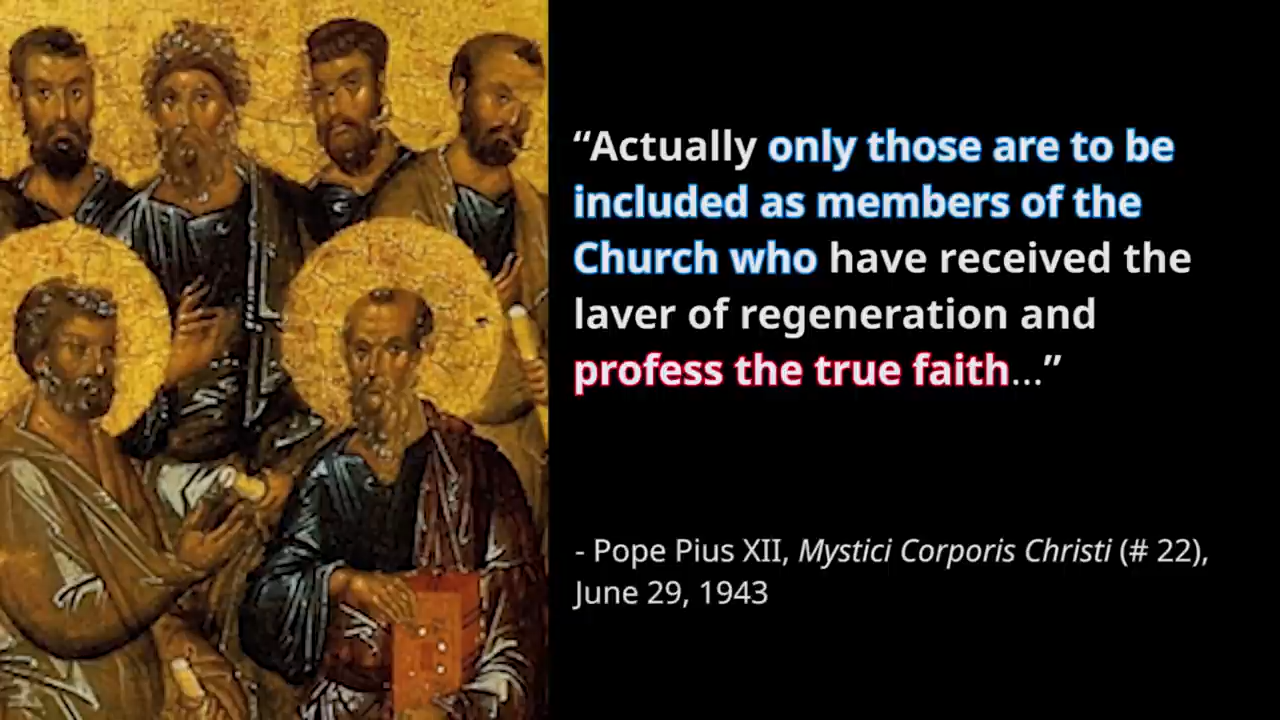 “Actually only those are to be
included as members of the
Church who have received the
laver of regeneration and
profess the true faith...”
- Pope Pius XII, Mystici Corporis Christi (# 22),
June 29, 1943